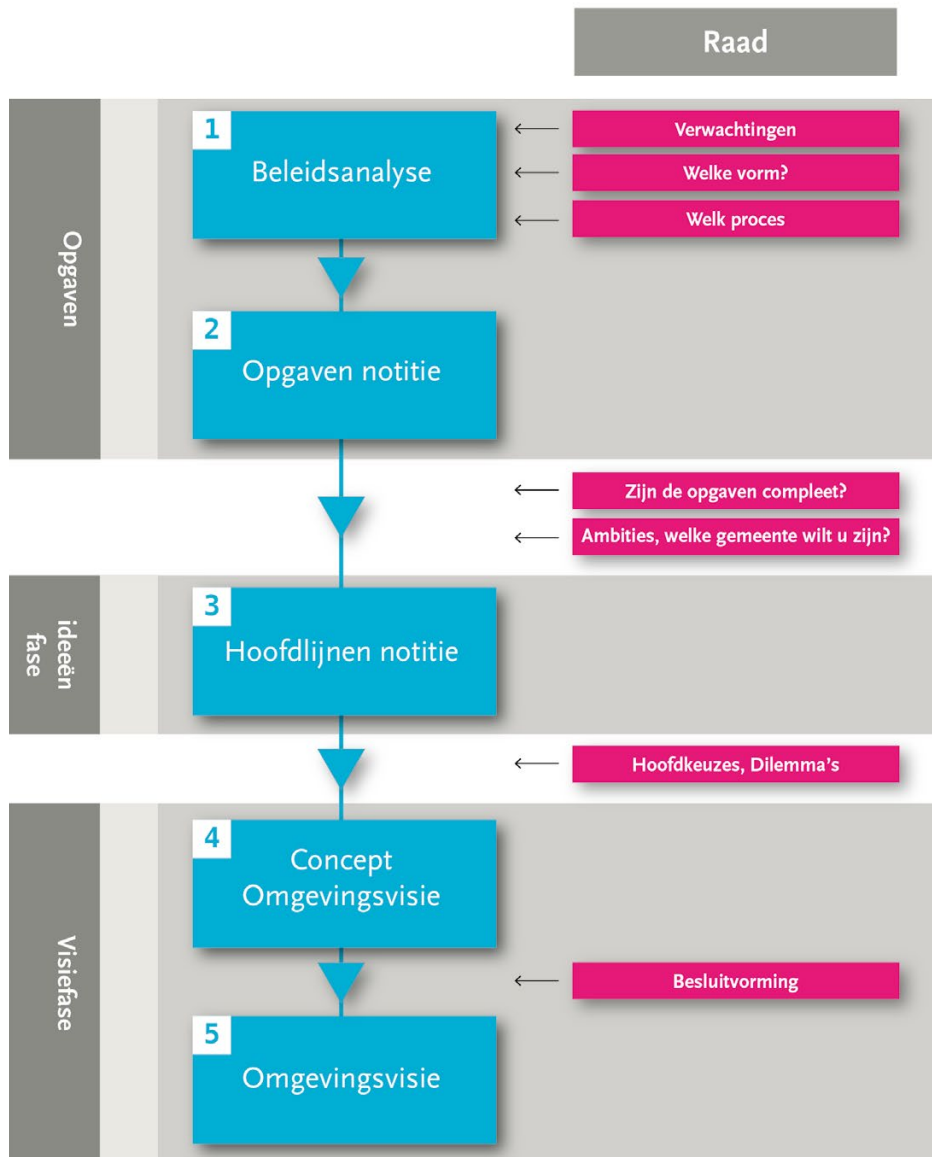 Raad
Opgaven
1
Beleidsanalyse
Verwachtingen
Welke vorm?
Welk proces
2
Opgaven notitie
Zijn de opgaven compleet?
Ambities, welke gemeente wilt u zijn?
ideeën
fase
3
Hoofdlijnen notitie
Hoofdkeuzes, Dilemma's
Visiefase
4
Concept
Omgevingsvisie
Besluitvorming
5
Omgevingsvisie